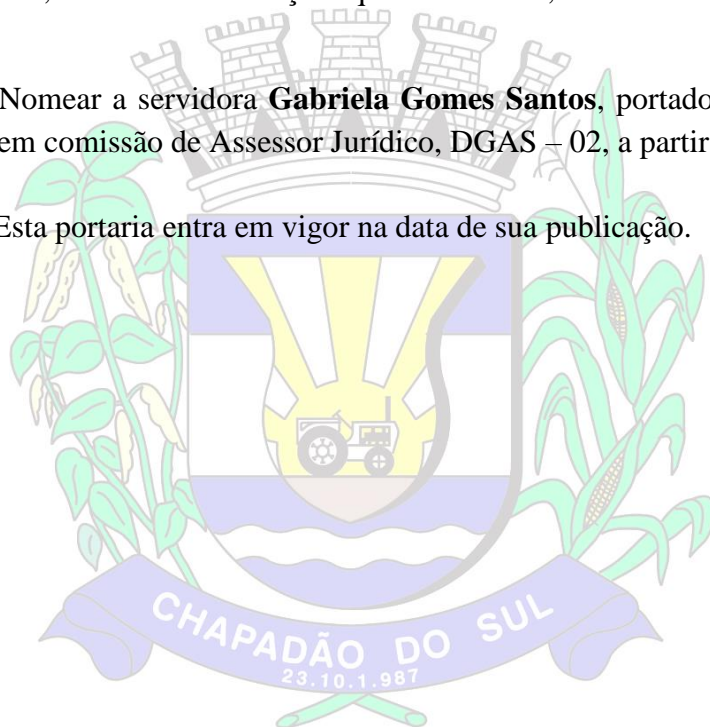 Nomear a servidora Gabriela Gomes Santos,
em comissão de Assessor Jurídico, DGAS – 02, a partir
Esta portaria entra em vigor na data de sua publicação.
CHAPADÃO DO SUL
23.10.1.987